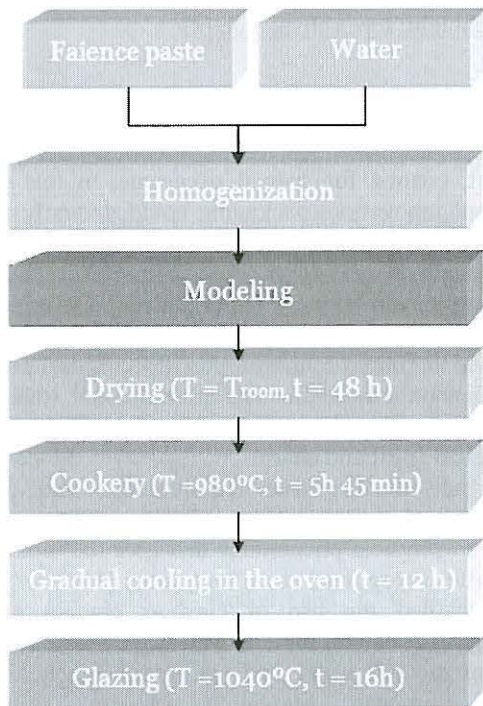 Faience paste
Water
Homogenization
Modeling
Drying (T = Troom, t = 48 h)
Cookery (T =980ºC, t = 5h 45 min)
Gradual cooling in the oven (t = 12 h)
Glazing (T =1040ºC, t = 16h)